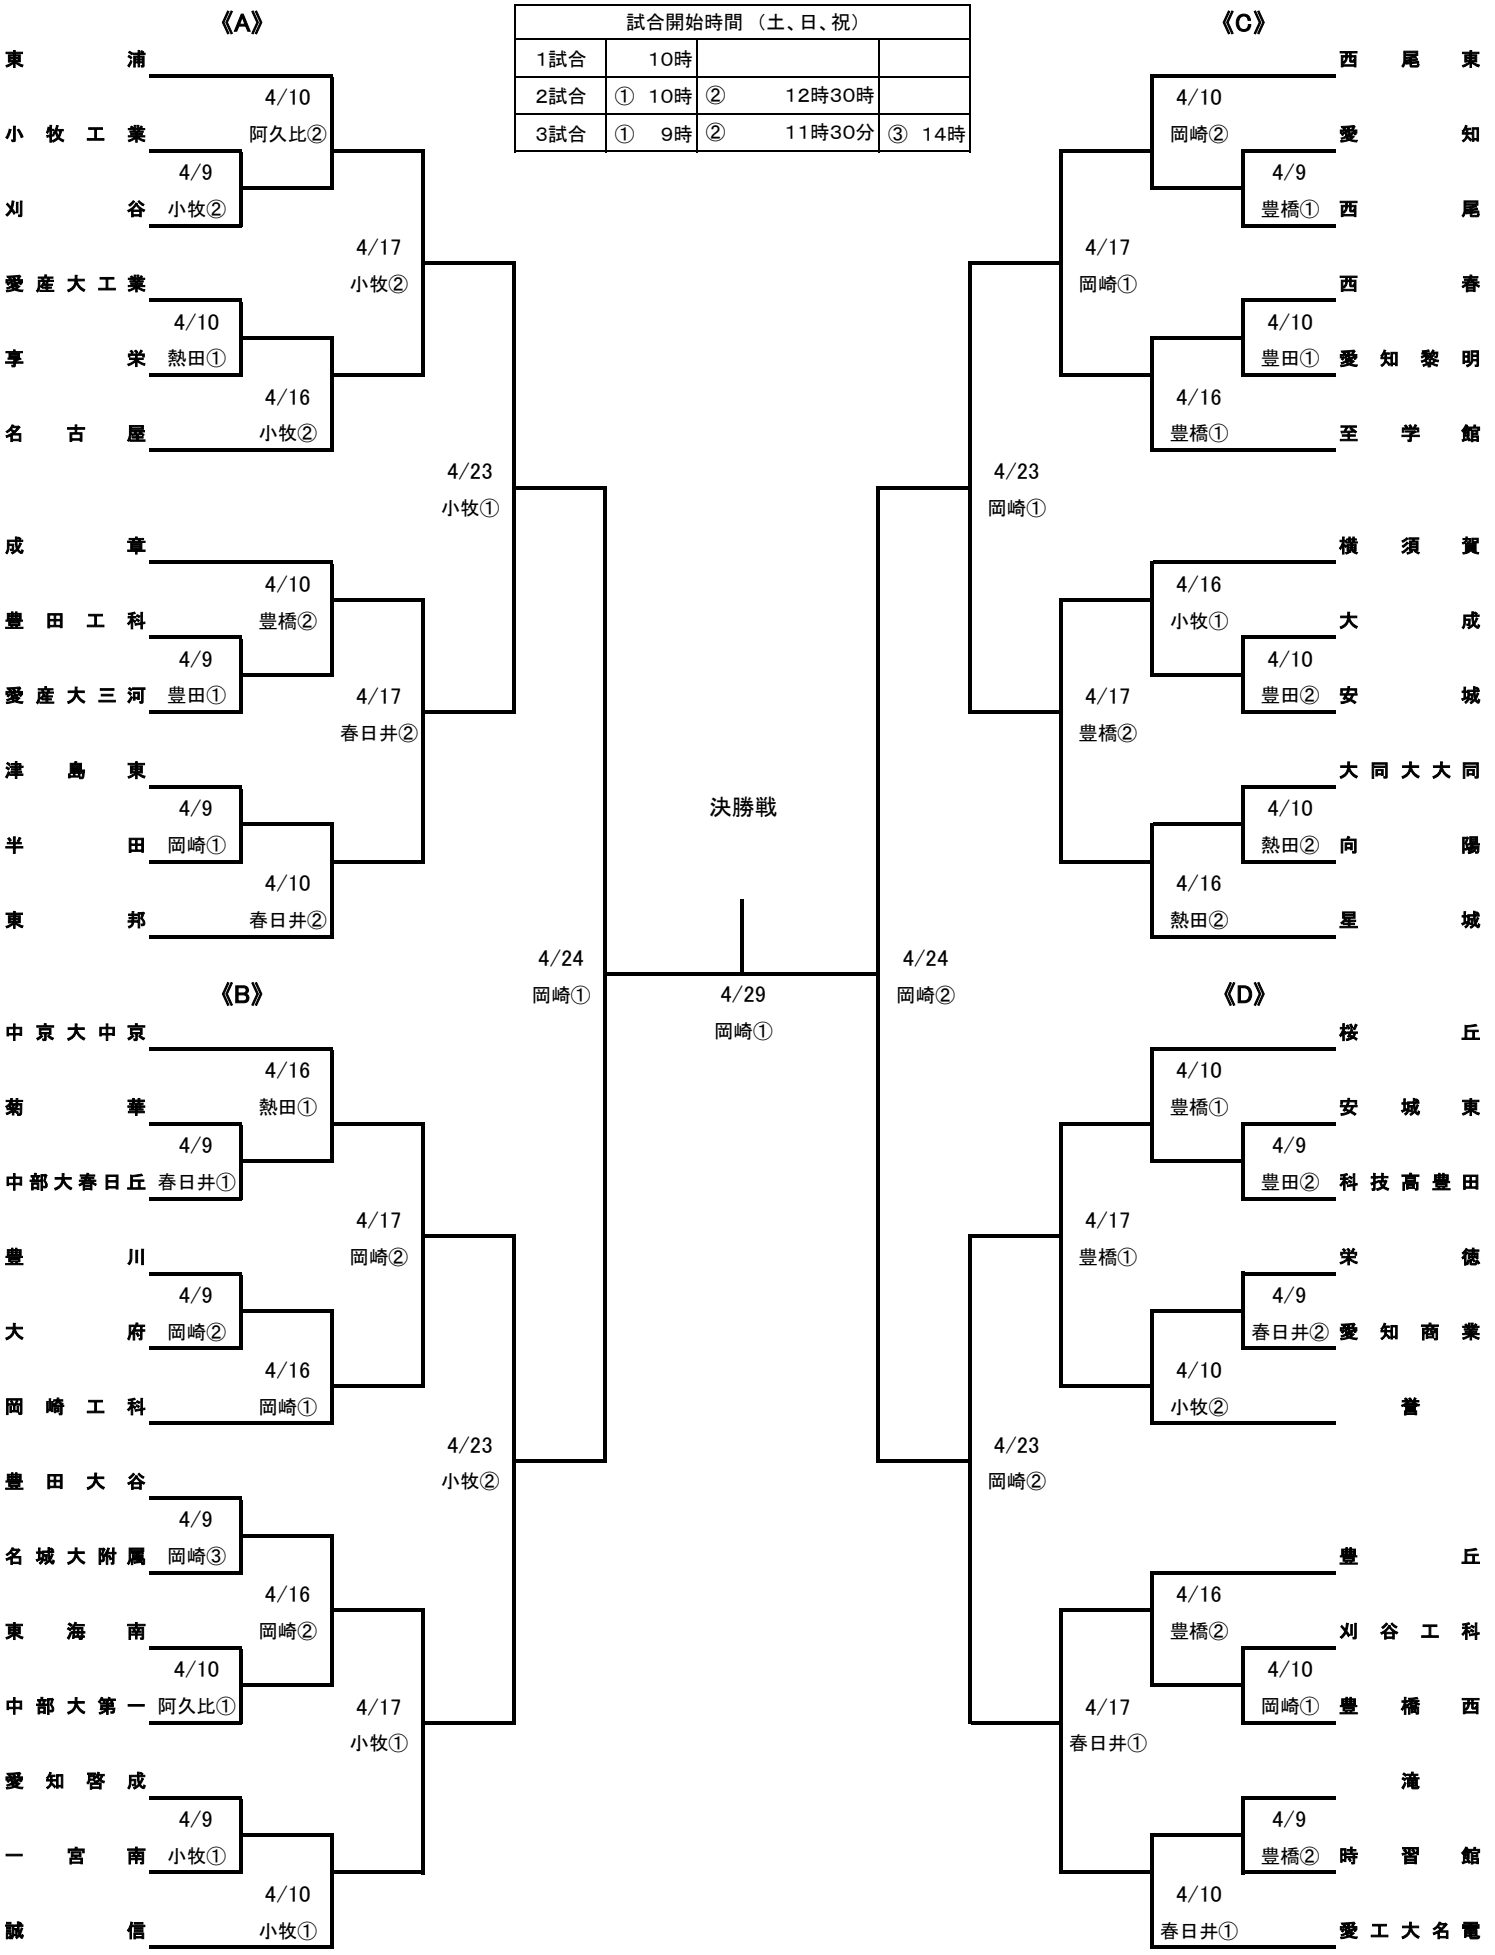 試合開始時間 （土、日、祝）
1試合 10時
2試合 ① 10時 ② 12時30時
3試合 ① 9時 ② 11時30分 ③ 14時
《A》
東浦
4/10
小牧工業 阿久比②
4/9
刈谷 小牧②
4/17
愛産大工業 小牧②
4/10
享栄 熱田①
4/16
名古屋 小牧②
4/23
小牧①
成章
4/10
豊田工科 豊橋②
4/9
愛産大三河 豊田①
4/17
春日井②
津島東
4/9
半田 岡崎①
4/10
東邦 春日井②
4/24
岡崎①
《B》
中京大中京
4/16
菊華 熱田①
4/9
中部大春日丘 春日井①
4/17
豊川 岡崎②
4/9
大府 岡崎②
4/16
岡崎工科 岡崎①
4/23
豊田大谷 小牧②
4/9
名城大附属 岡崎③
4/16
東海南 岡崎②
4/10
中部大第一 阿久比①
4/17
小牧①
愛知啓成
4/9
一宮南 小牧①
4/10
誠信 小牧①
決勝戦
4/29
岡崎①
《C》
西尾東
4/10
岡崎② 愛知
4/9
豊橋① 西尾
4/17
岡崎① 西春
4/10
豊田① 愛知黎明
4/16
豊橋① 至学館
4/23
岡崎①
横須賀
4/16
小牧① 大成
4/10
豊田② 安城
4/17
豊橋②
大同大大同
4/10
熱田② 向陽
4/16
熱田② 星城
4/24
岡崎②
《D》
桜丘
4/10
豊橋① 安城東
4/9
豊田② 科技高豊田
4/17
豊橋① 栄徳
4/9
春日井② 愛知商業
4/10
小牧② 誉
4/23
岡崎②
豊丘
4/16
豊橋② 刈谷工科
4/10
岡崎① 豊橋西
4/17
春日井①
滝
4/9
豊橋② 時習館
4/10
春日井① 愛工大名電